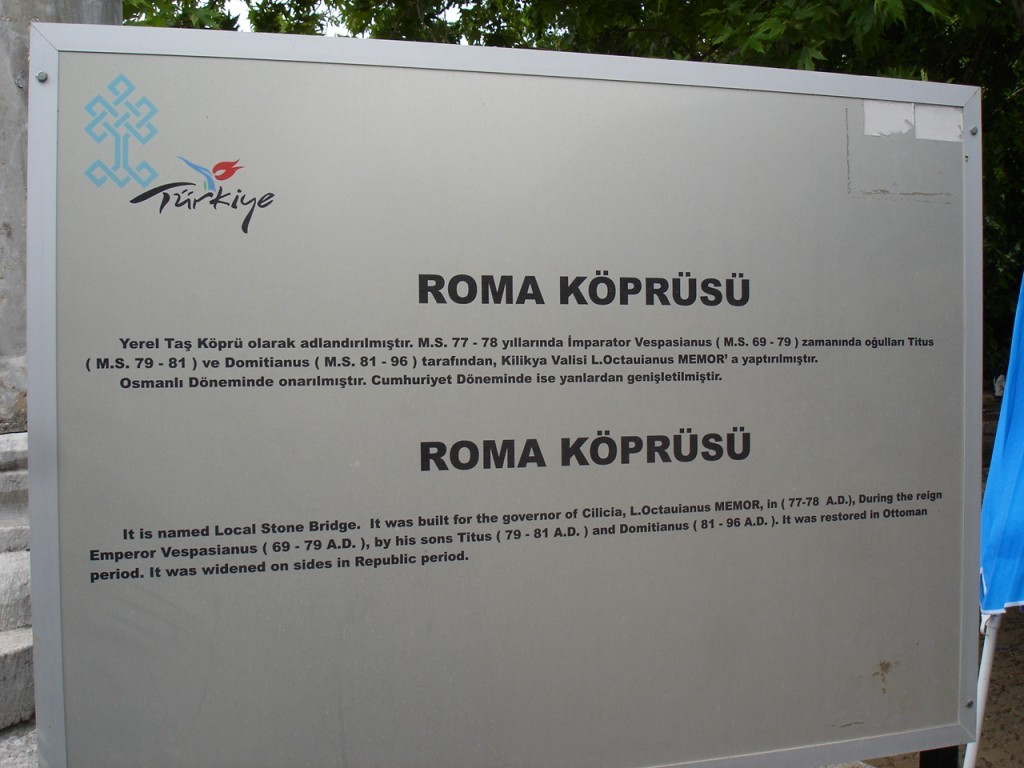 Türkiye
ROMA KÖPRÜSÜ
Yerel Taş Köprü olarak adlandırılmıştır. M.S. 77 - 78 yıllarında İmparator Vespasianus ( M.S. 69 - 79 ) zamanında oğulları Titus
( M.S. 79 - 81 ) ve Domitianus ( M.S. 81 - 96 ) tarafından, Kilikya Valisi L.Octauianus MEMOR' a yaptırılmıştır.
Osmanlı Döneminde onarılmıştır. Cumhuriyet Döneminde ise yanlardan genişletilmiştir.
ROMA KÖPRÜSÜ
It is named Local Stone Bridge. It was built for the governor of Cilicia, L.Octauianus MEMOR, in ( 77-78 A.D.), During the reign
Emperor Vespasianus ( 69 - 79 A.D. ), by his sons Titus ( 79 - 81 A.D. ) and Domitianus ( 81 - 96 A.D. ). It was restored in Ottoman
period. It was widened on sides in Republic period.